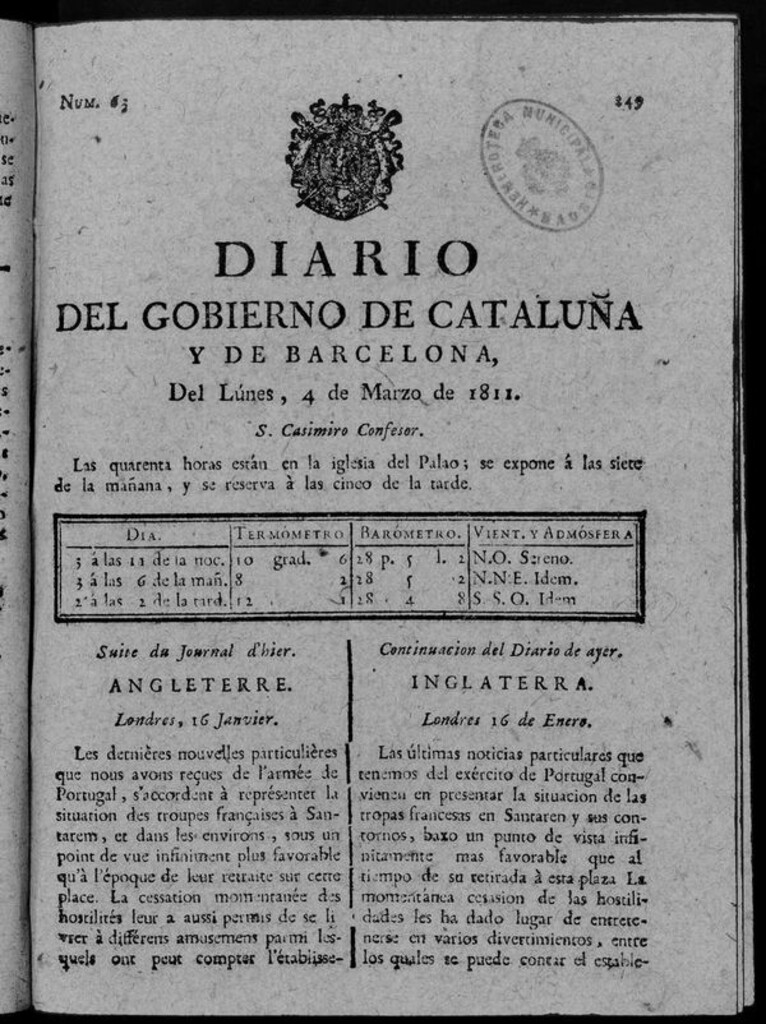 NUM. 63
249
HEMEROTECA MUNICIPAL
DIARIO
DEL GOBIERNO DE CATALUÑA
Y DE BARCELONA,
Del Lúnes, 4 de Marzo de 1811.
S. Casimiro Confesor.
Las quarenta horas están en la iglesia del Palao; se expone á las siete
de la mañana, y se reserva à las cinco de la tarde.
DIA. TERMÓMETRO BARÓMETRO. VIENT. Y ADMÓSFERA
3 á las 11 de la noc. 10 grad. 6 28 p. 5 l. 2 N.O. Sereno.
3 á las 6 de la mañ. 8 2 28 5 2 N.N.E. Idem.
2 á las 2 de la tard. 12 1 28 4 8 S.S.O. Idem
Suite du Journal d'hier.
ANGLETERRE.
Londres, 16 Janvier.
Les dernières nouvelles particulières
que nous avons reçues de l'armée de
Portugal, s'accordent à représenter la
situation des troupes françaises à San-
tarem, et dans les environs, sous un
point de vue infiniment plus favorable
qu'à l'époque de leur retraite sur cette
place. La cessation momentanée des
hostilités leur a aussi permis de se li
vrer à différens amusemens parmi les-
quels ont peut compter l'établisse-
Continuacion del Diario de ayer.
INGLATERRA.
Londres 16 de Enero.
Las últimas noticias particulares que
tenemos del exército de Portugal con-
vienen en presentar la situacion de las
tropas francesas en Santaren y sus con-
tornos, baxo un punto de vista infi-
nitamente mas favorable que al
tiempo de su retirada à esta plaza La
momentánea cesasion de las hostili-
dades les ha dado lugar de entrete-
nerse en varios divertimientos, entre
los quales se puede contar el estable-